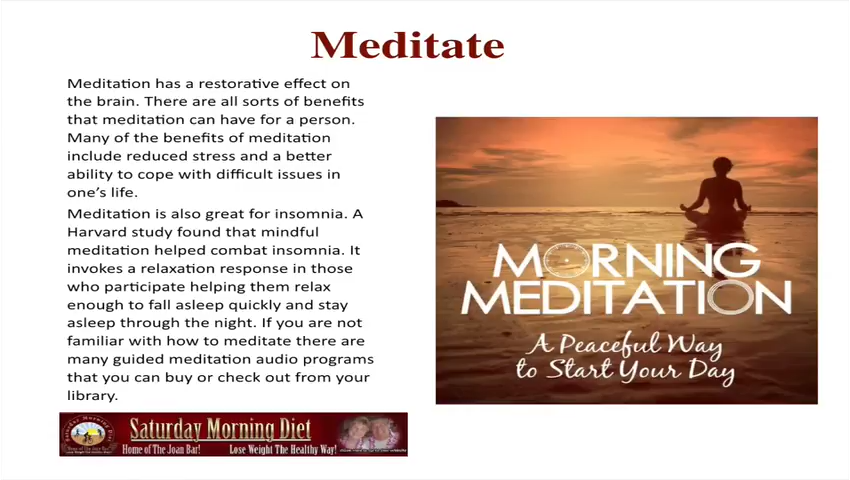 Meditate
Meditation has a restorative effect on
the brain. There are all sorts of benefits
that meditation can have for a person.
Many of the benefits of meditation
include reduced stress and a better
ability to cope with difficult issues in
one's life.
Meditation is also great for insomnia. A
Harvard study found that mindful
meditation helped combat insomnia. It
invokes a relaxation response in those
who participate helping them relax
enough to fall asleep quickly and stay
asleep through the night. If you are not
familiar with how to meditate there are
many guided meditation audio programs
that you can buy or check out from your
library.
MORNING
MEDITATION
A Peaceful Way
to Start Your Day
Saturday Morning Diet
Home of The Joan Bar!
Lose Weight The Healthy Way!